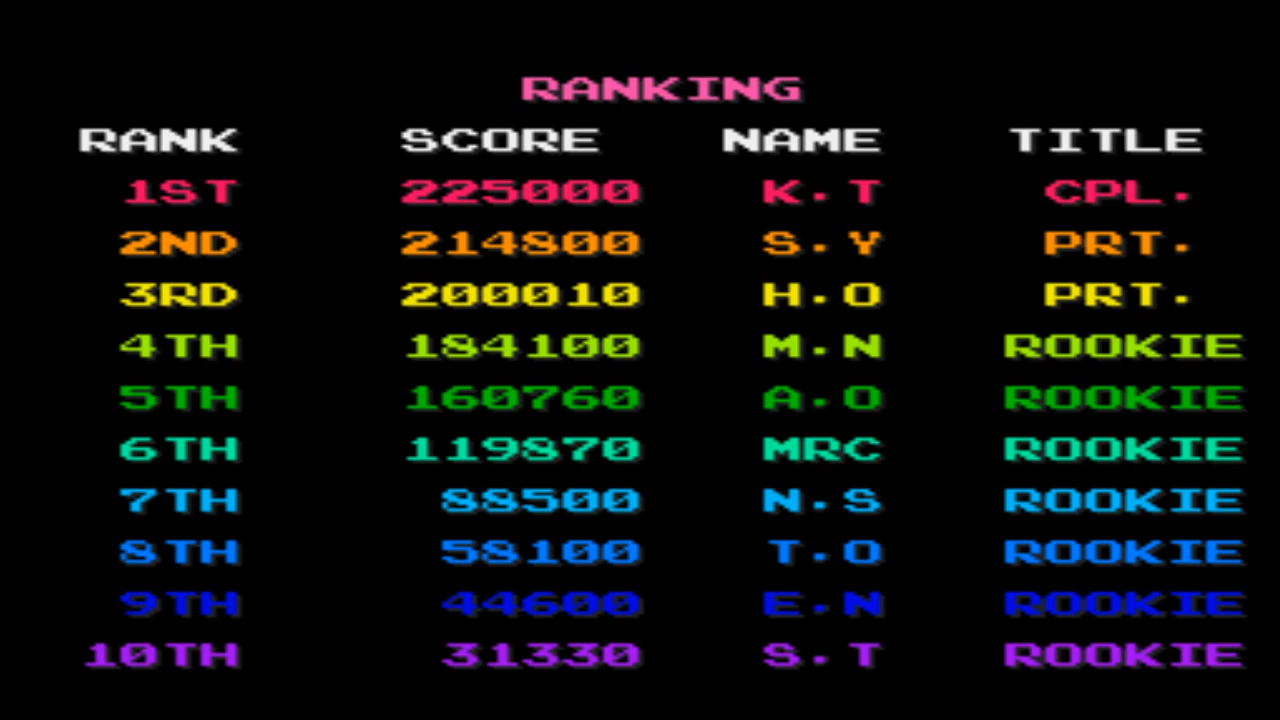 RANKING
RANK SCORE NAME TITLE
1ST 225000 K.T CPL.
2ND 214800 S.Y PRT.
3RD 200010 H.O PRT.
4TH 184100 M.N ROOKIE
5TH 160760 A.O ROOKIE
6TH 119870 MRC ROOKIE
7TH 88500 N.S ROOKIE
8TH 58100 T.O ROOKIE
9TH 44600 E.N ROOKIE
10TH 31330 S.T ROOKIE